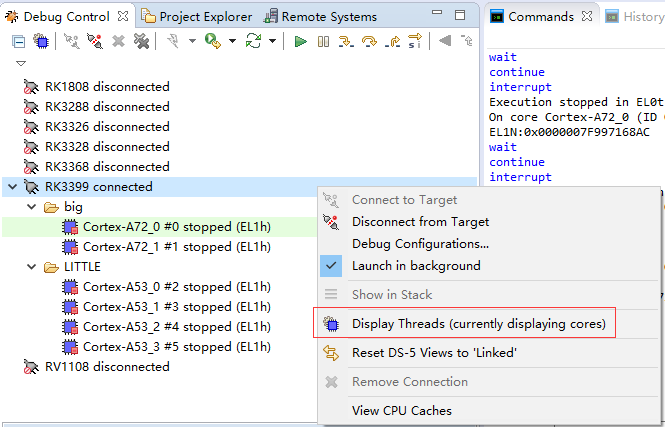 Debug Control
Project Explorer
Remote Systems
RK1808 disconnected
RK3288 disconnected
RK3326 disconnected
RK3328 disconnected
RK3368 disconnected
RK3399 connected
big
Cortex-A72_0 #0 stopped (EL1h)
Cortex-A72_1 #1 stopped (EL1h)
LITTLE
Cortex-A53_0 #2 stopped (EL1h)
Cortex-A53_1 #3 stopped (EL1h)
Cortex-A53_2 #4 stopped (EL1h)
Cortex-A53_3 #5 stopped (EL1h)
RV1108 disconnected
Connect to Target
Disconnect from Target
Debug Configurations...
Launch in background
Show in Stack
Display Threads (currently displaying cores)
Reset DS-5 Views to 'Linked'
Remove Connection
View CPU Caches
Commands
History
wait
continue
interrupt
Execution stopped in EL0t
On core Cortex-A72_0 (ID
EL1N:0x0000007F997168AC
wait
continue
interrupt